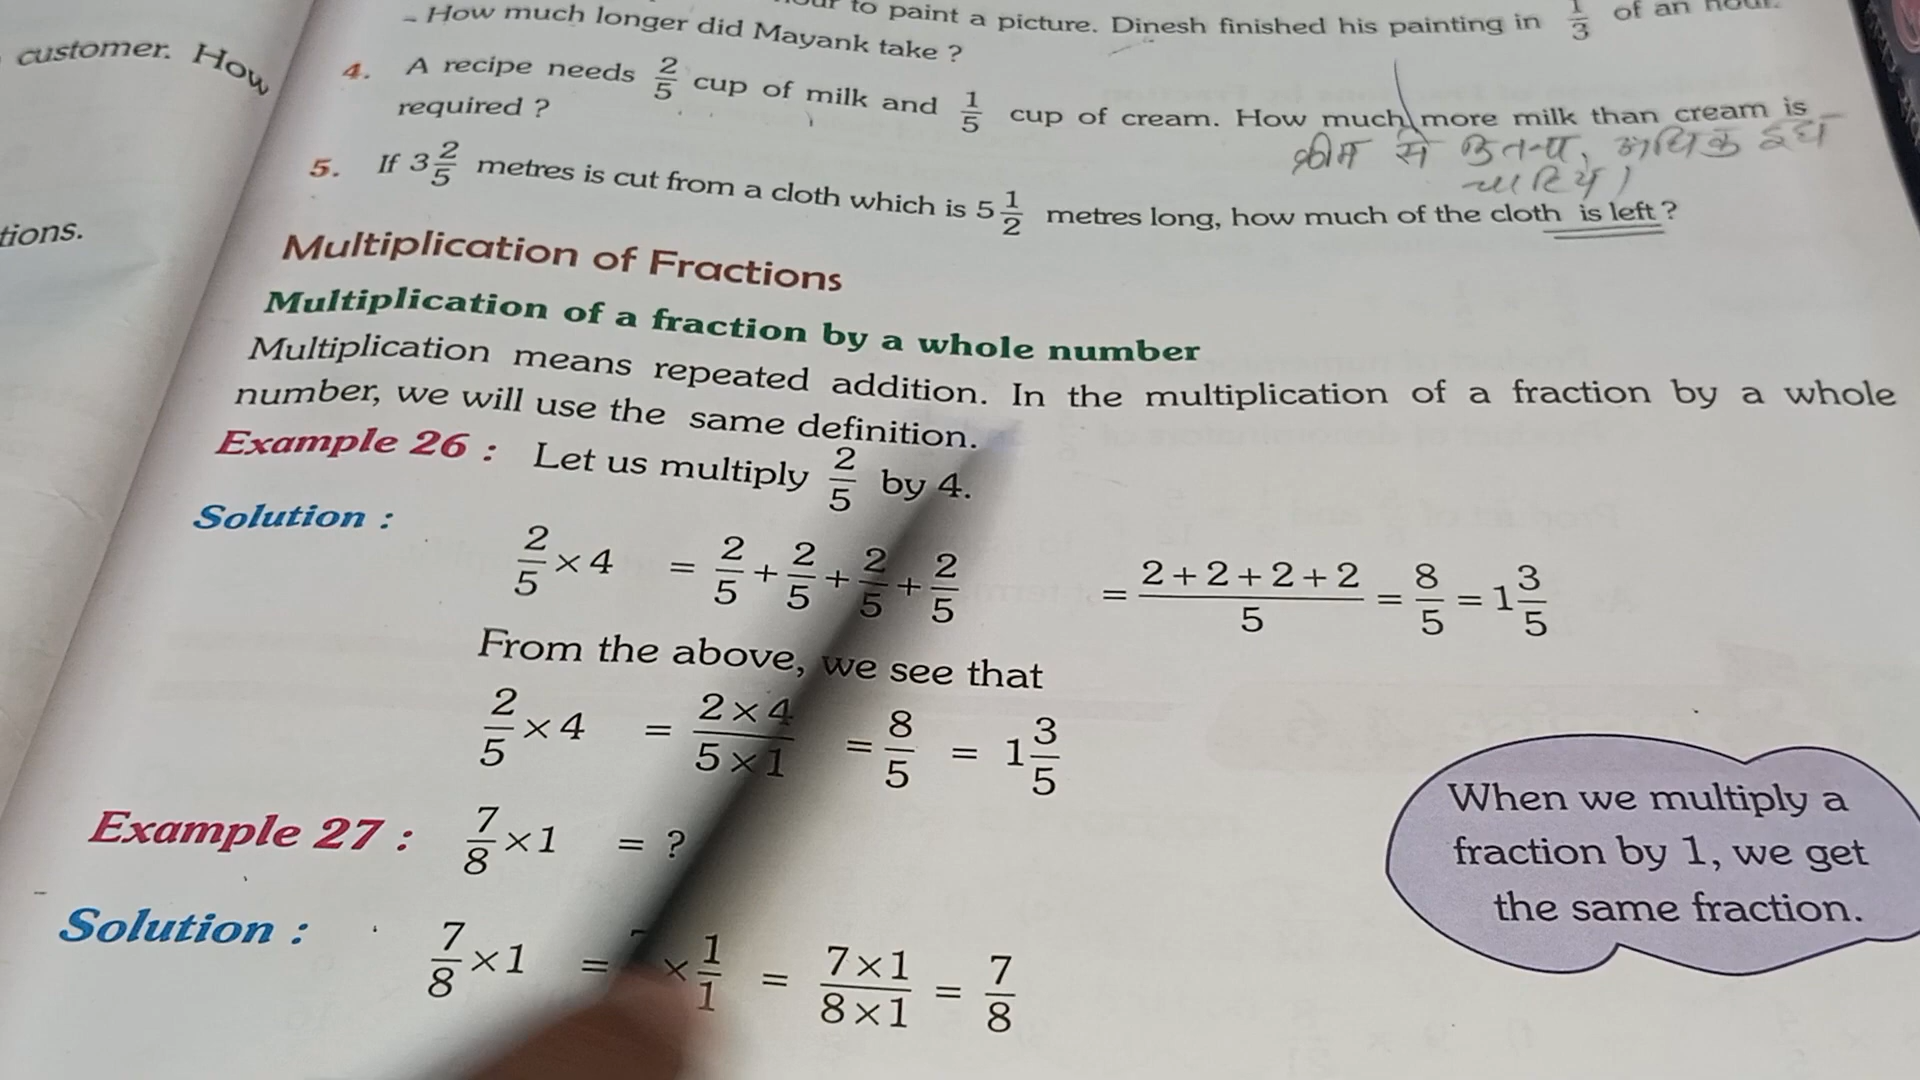 to paint a picture. Dinesh finished his painting in 1/3 of an hour.
How much longer did Mayank take ?
customer. How
4. A recipe needs 2/5 cup of milk and 1/5 cup of cream. How much more milk than cream is
required ?
क्रीम से
5. If 3 2/5 metres is cut from a cloth which is 5 1/2 metres long, how much of the cloth is left ?
tions.
Multiplication of Fractions
Multiplication of a fraction by a whole number
Multiplication means repeated addition. In the multiplication of a fraction by a whole
number, we will use the same definition.
Example 26 : Let us multiply 2/5 by 4.
Solution :
2/5 × 4 = 2/5 + 2/5 + 2/5 + 2/5 = (2 + 2 + 2 + 2)/5 = 8/5 = 1 3/5
From the above, we see that
2/5 × 4 = (2 × 4)/(5 × 1) = 8/5 = 1 3/5
Example 27 : 7/8 × 1 = ?
Solution : 7/8 × 1 = × 1/1 = (7 × 1)/(8 × 1) = 7/8
When we multiply a
fraction by 1, we get
the same fraction.